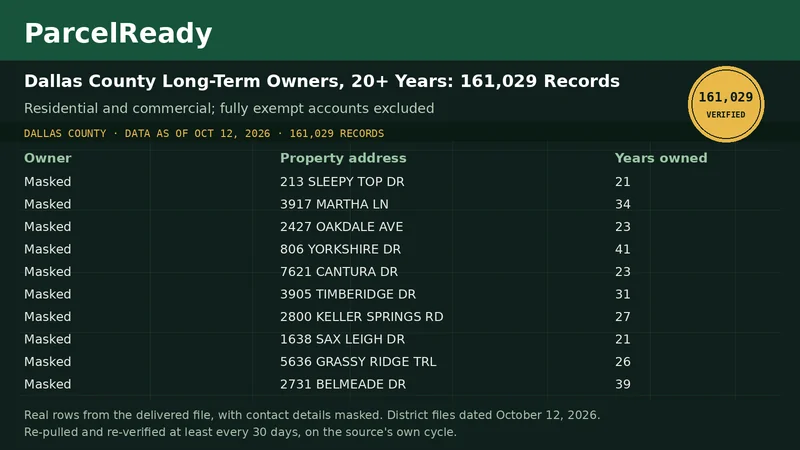 ParcelReady
Dallas County Long-Term Owners, 20+ Years: 161,029 Records
Residential and commercial; fully exempt accounts excluded
161,029
VERIFIED
DALLAS COUNTY · DATA AS OF OCT 12, 2026 · 161,029 RECORDS
Owner Property address Years owned
Masked 213 SLEEPY TOP DR 21
Masked 3917 MARTHA LN 34
Masked 2427 OAKDALE AVE 23
Masked 806 YORKSHIRE DR 41
Masked 7621 CANTURA DR 23
Masked 3905 TIMBERIDGE DR 31
Masked 2800 KELLER SPRINGS RD 27
Masked 1638 SAX LEIGH DR 21
Masked 5636 GRASSY RIDGE TRL 26
Masked 2731 BELMEADE DR 39
Real rows from the delivered file, with contact details masked. District files dated October 12, 2026.
Re-pulled and re-verified at least every 30 days, on the source's own cycle.